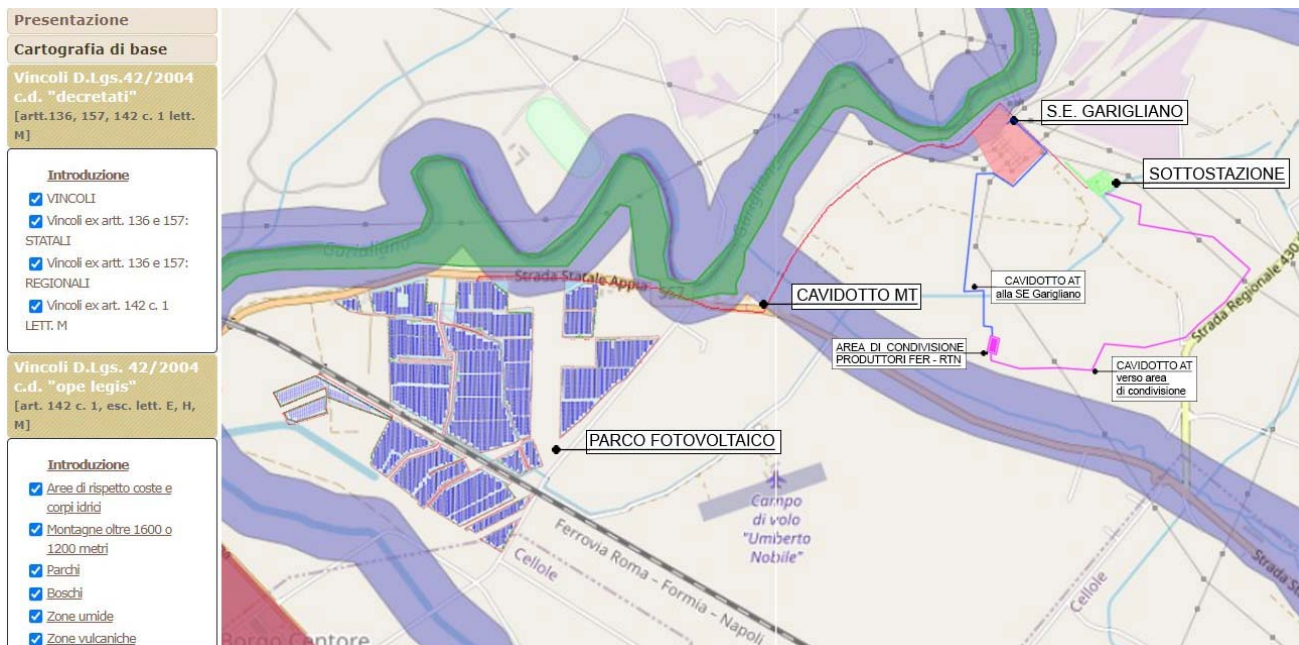 Presentazione
Cartografia di base
Vincoli D.Lgs.42/2004
c.d. "decretati"
[artt.136, 157, 142 c. 1 lett.
M]
Introduzione
VINCOLI
Vincoli ex artt. 136 e 157:
STATALI
Vincoli ex artt. 136 e 157:
REGIONALI
Vincoli ex art. 142 c. 1
LETT. M
Vincoli D.Lgs. 42/2004
c.d. "ope legis"
[art. 142 c. 1, esc. lett. E, H,
M]
Introduzione
Aree di rispetto coste e
corpi idrici
Montagne oltre 1600 o
1200 metri
Parchi
Boschi
Zone umide
Zone vulcaniche
S.E. GARIGLIANO
SOTTOSTAZIONE
Garigliano
Garigliano
Strada Statale Appia
CAVIDOTTO MT
CAVIDOTTO AT
alla SE Garigliano
AREA DI CONDIVISIONE
PRODUTTORI FER - RTN
CAVIDOTTO AT
verso area
di condivisione
Strada Regionale 430
PARCO FOTOVOLTAICO
Campo
di volo
"Umberto
Nobile"
Ferrovia Roma - Formia - Napoli
Cellole
Cellole
Strada St
Borgo Centore